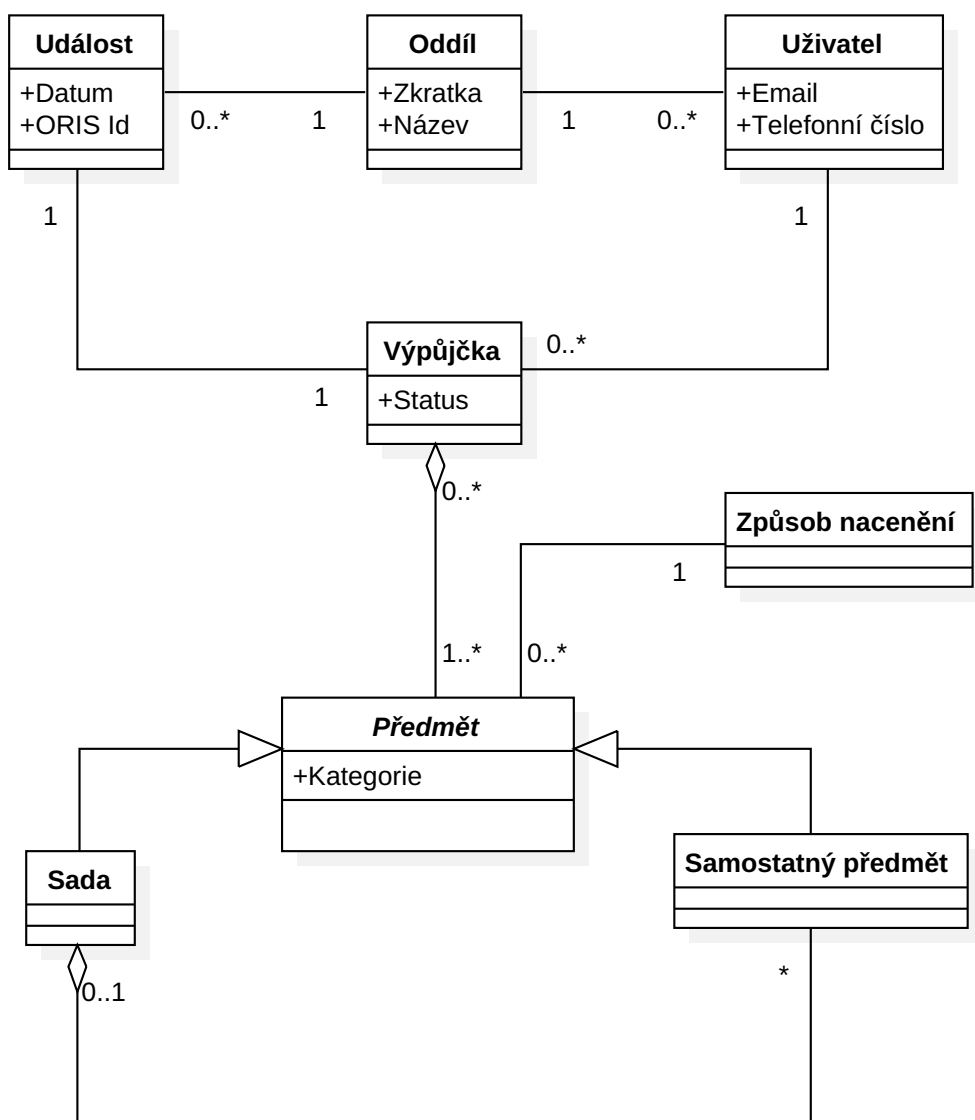 Událost
+Datum
+ORIS Id
0..*
1
Oddíl
+Zkratka
+Název
1
0..*
Uživatel
+Email
+Telefonní číslo
1
1
Výpůjčka
+Status
0..*
1
0..*
Způsob nacenění
1
1..*
0..*
Předmět
+Kategorie
Sada
Samostatný předmět
0..1
*